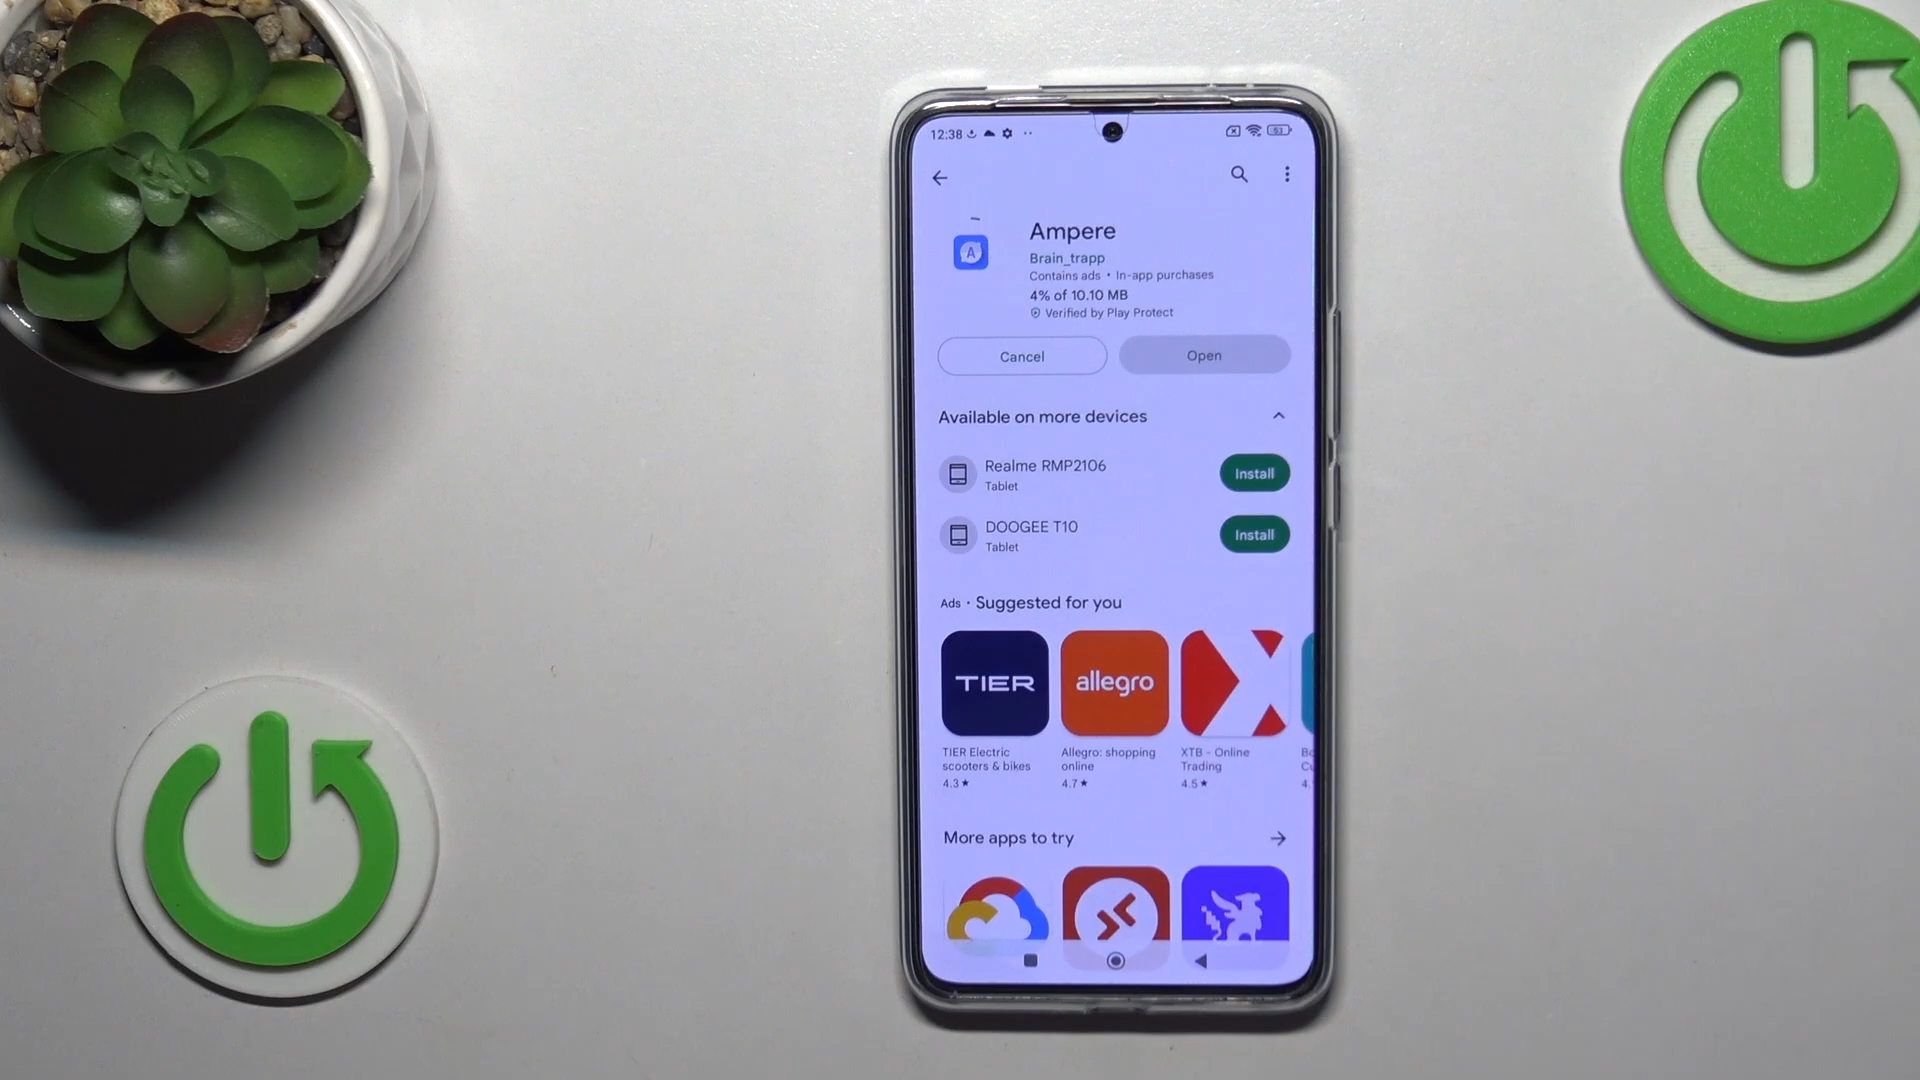 12:38
53
Ampere
A
Brain_trapp
Contains ads • In-app purchases
4% of 10.10 MB
Verified by Play Protect
Cancel
Open
Available on more devices
Realme RMP2106
Tablet
Install
DOOGEE T10
Tablet
Install
Ads • Suggested for you
TIER
allegro
TIER Electric
scooters & bikes
4.3★
Allegro: shopping
online
4.7★
XTB - Online
Trading
4.5★
More apps to try